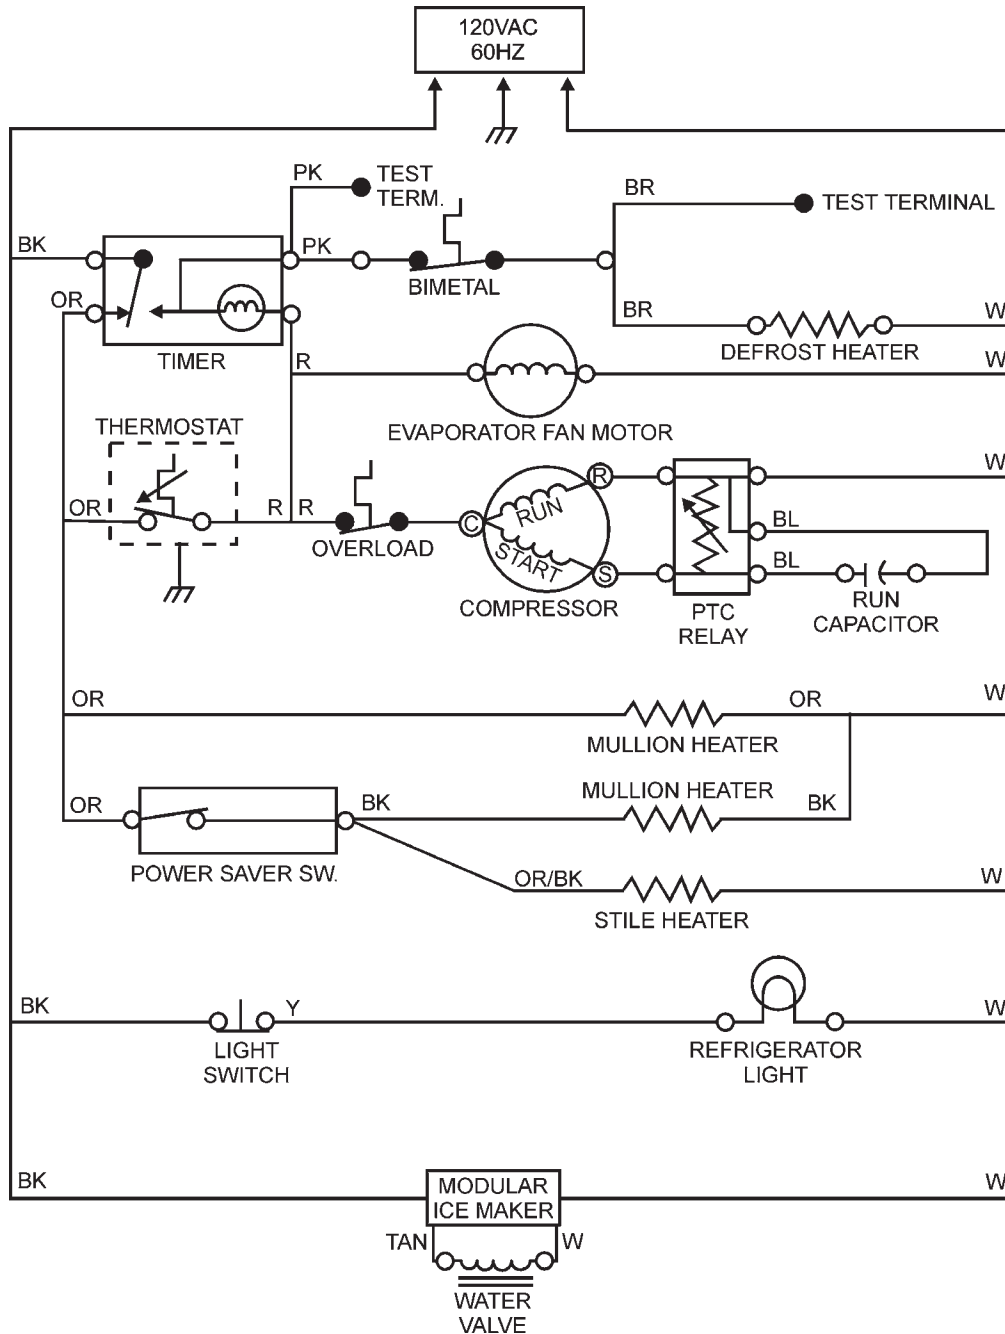 120VAC
60HZ
PK
TEST
TERM.
BR
TEST TERMINAL
BK
PK
BIMETAL
OR
BR
W
TIMER
DEFROST HEATER
R
W
THERMOSTAT
EVAPORATOR FAN MOTOR
R
W
RUN
OR
R
R
C
BL
OVERLOAD
START
S
BL
COMPRESSOR
PTC
RELAY
RUN
CAPACITOR
OR
OR
W
MULLION HEATER
MULLION HEATER
OR
BK
BK
POWER SAVER SW.
OR/BK
W
STILE HEATER
BK
Y
W
LIGHT
SWITCH
REFRIGERATOR
LIGHT
BK
MODULAR
ICE MAKER
W
TAN
W
WATER
VALVE